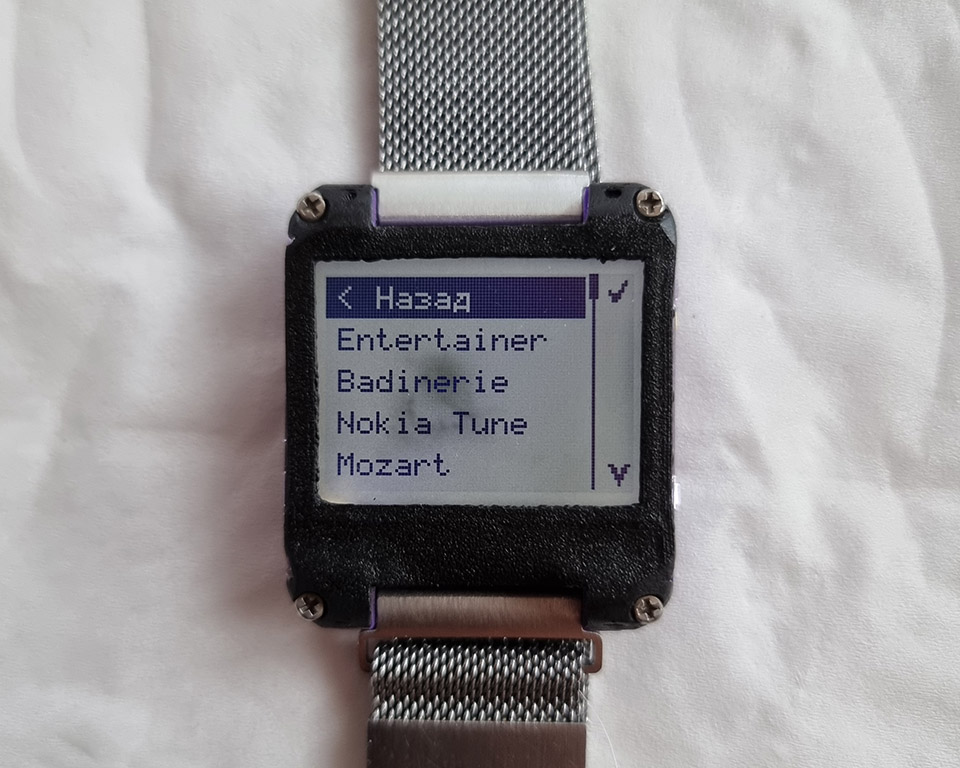 < Назад
Entertainer
Badinerie
Nokia Tune
Mozart